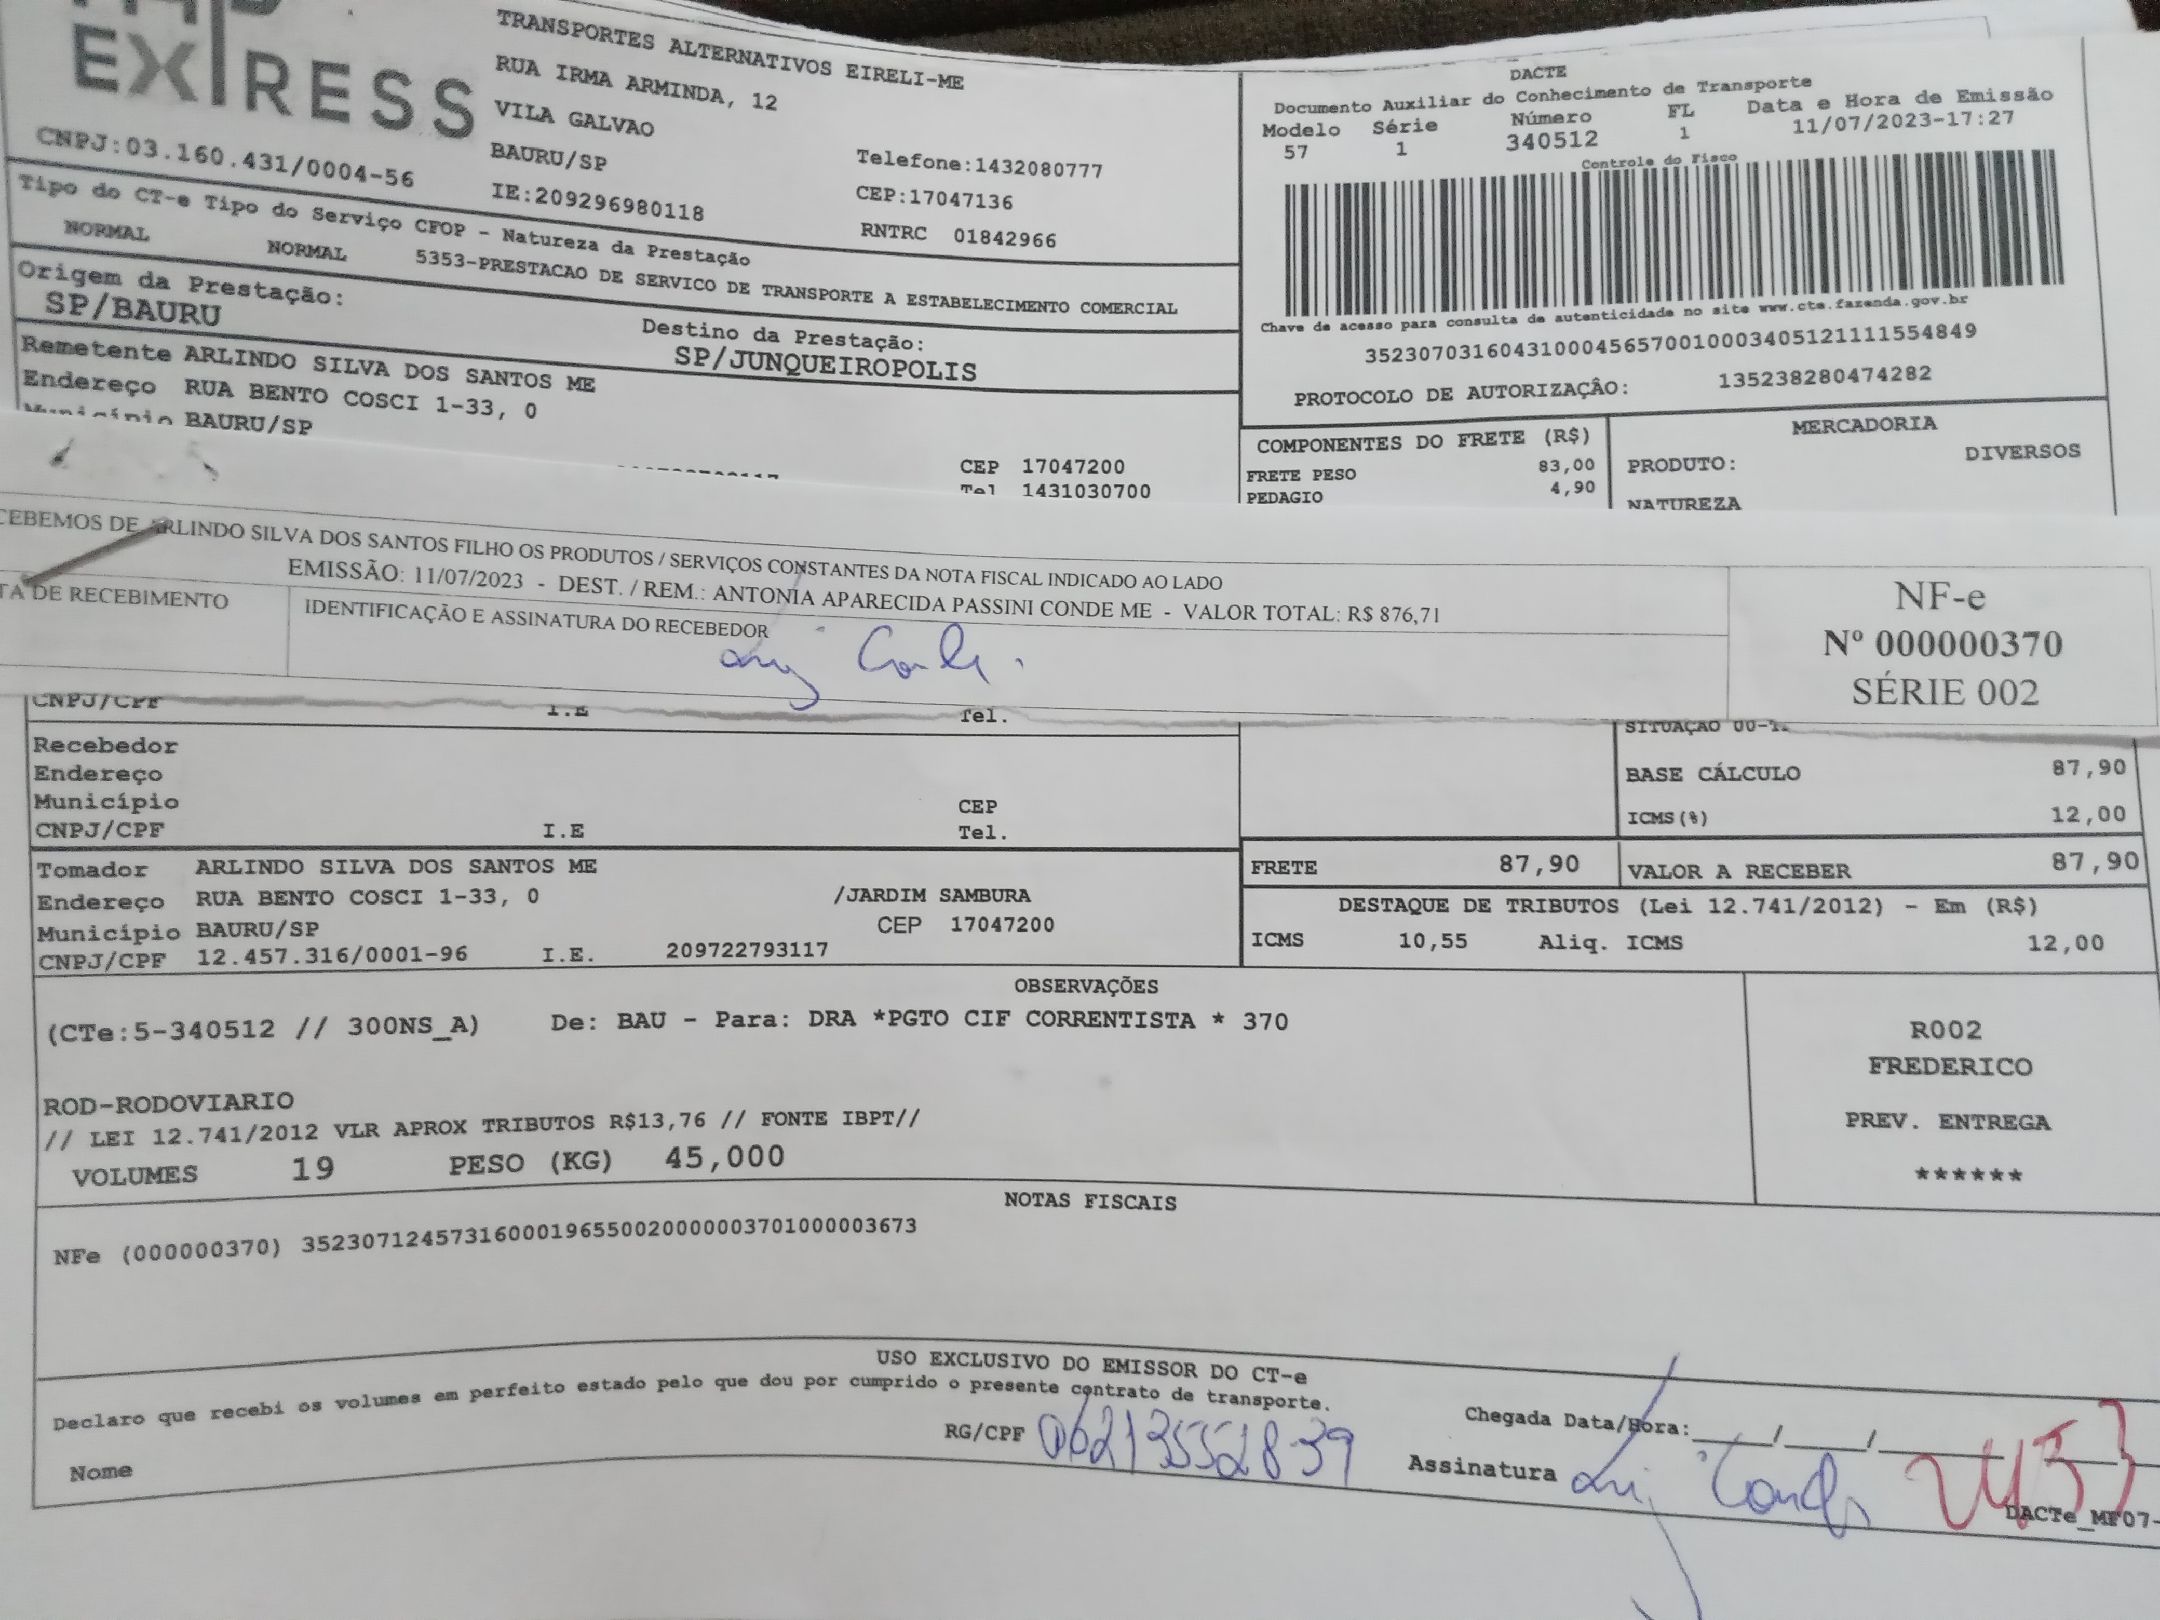 EXPRESS
TRANSPORTES ALTERNATIVOS EIRELI-ME
RUA IRMA ARMINDA, 12
VILA GALVAO
BAURU/SP Telefone:1432080777
CNPJ:03.160.431/0004-56 IE:209296980118 CEP:17047136
RNTRC 01842966
DACTE
Documento Auxiliar do Conhecimento de Transporte
Modelo Série Número FL Data e Hora de Emissão
57 1 340512 1 11/07/2023-17:27
Controle do Fisco
Chave de acesso para consulta de autenticidade no site www.cte.fazenda.gov.br
35230703160431000456570010003405121111554849
PROTOCOLO DE AUTORIZAÇÂO: 135238280474282
Tipo do CT-e Tipo do Serviço CFOP - Natureza da Prestação
NORMAL NORMAL 5353-PRESTACAO DE SERVICO DE TRANSPORTE A ESTABELECIMENTO COMERCIAL
Origem da Prestação: Destino da Prestação:
SP/BAURU SP/JUNQUEIROPOLIS
Remetente ARLINDO SILVA DOS SANTOS ME
Endereço RUA BENTO COSCI 1-33, 0
Município BAURU/SP CEP 17047200
Tel 1431030700
COMPONENTES DO FRETE (R$) MERCADORIA
FRETE PESO 83,00 PRODUTO: DIVERSOS
PEDAGIO 4,90 NATUREZA
CEBEMOS DE ARLINDO SILVA DOS SANTOS FILHO OS PRODUTOS / SERVIÇOS CONSTANTES DA NOTA FISCAL INDICADO AO LADO
EMISSÃO: 11/07/2023 - DEST. / REM.: ANTONIA APARECIDA PASSINI CONDE ME - VALOR TOTAL: R$ 876,71
TA DE RECEBIMENTO IDENTIFICAÇÃO E ASSINATURA DO RECEBEDOR
NF-e
Nº 000000370
SÉRIE 002
CNPJ/CPF I.E Tel.
Recebedor
Endereço
Município CEP
CNPJ/CPF I.E Tel.
BASE CÁLCULO 87,90
ICMS(%) 12,00
Tomador ARLINDO SILVA DOS SANTOS ME
Endereço RUA BENTO COSCI 1-33, 0 /JARDIM SAMBURA
Município BAURU/SP CEP 17047200
CNPJ/CPF 12.457.316/0001-96 I.E. 209722793117
FRETE 87,90 VALOR A RECEBER 87,90
DESTAQUE DE TRIBUTOS (Lei 12.741/2012) - Em (R$)
ICMS 10,55 Aliq. ICMS 12,00
OBSERVAÇÕES
(CTe:5-340512 // 300NS_A) De: BAU - Para: DRA *PGTO CIF CORRENTISTA * 370
ROD-RODOVIARIO
// LEI 12.741/2012 VLR APROX TRIBUTOS R$13,76 // FONTE IBPT//
VOLUMES 19 PESO (KG) 45,000
R002
FREDERICO
PREV. ENTREGA
******
NOTAS FISCAIS
NFe (000000370) 35230712457316000196550020000003701000003673
USO EXCLUSIVO DO EMISSOR DO CT-e
Declaro que recebi os volumes em perfeito estado pelo que dou por cumprido o presente contrato de transporte.
Nome RG/CPF 06213552839
Chegada Data/Hora:____/____/____
Assinatura
DACTe_MF07-